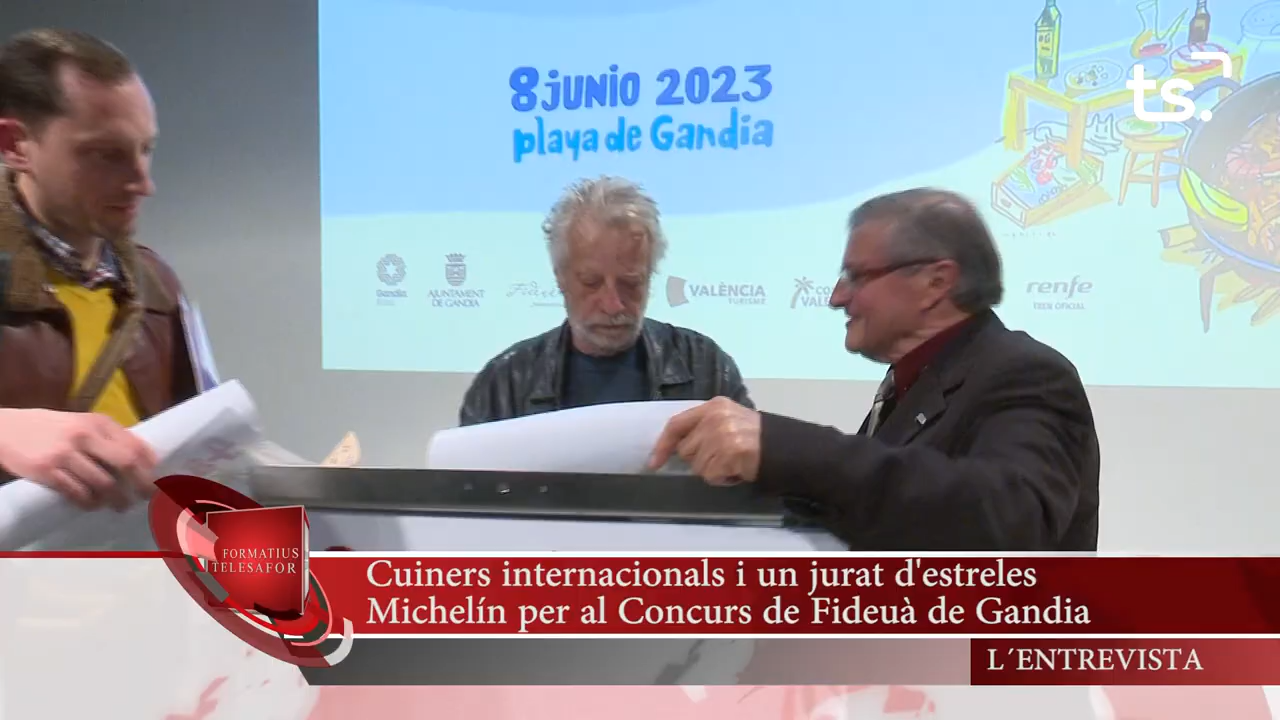 8 JUNIO 2023
playa de Gandia
ts.
Gandia
AJUNTAMENT
DE GANDIA
VALÈNCIA
TURISME
renfe
FORMATIUS
TELESAFOR
Cuiners internacionals i un jurat d'estreles
Michelín per al Concurs de Fideuà de Gandia
L´ENTREVISTA